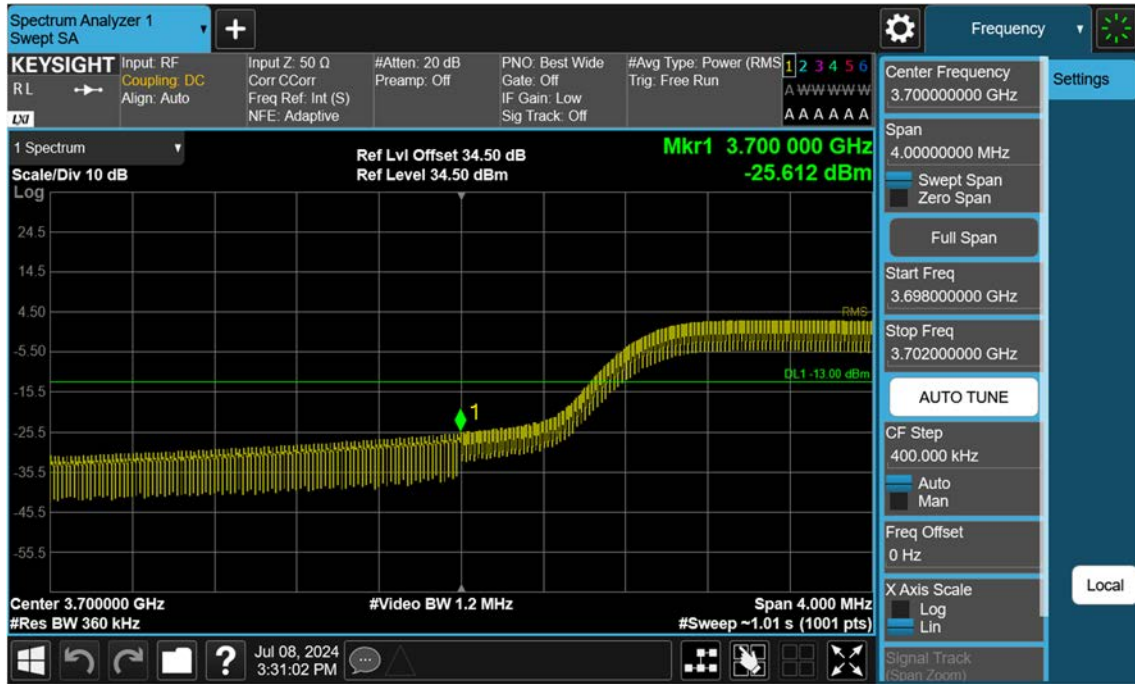 Spectrum Analyzer 1
Swept SA
+
Frequency
KEYSIGHT
RL
LXI
Input: RF
Coupling: DC
Align: Auto
Input Z: 50 Ω
Corr CCorr
Freq Ref: Int (S)
NFE: Adaptive
#Atten: 20 dB
Preamp: Off
PNO: Best Wide
Gate: Off
IF Gain: Low
Sig Track: Off
#Avg Type: Power (RMS
Trig: Free Run
1 2 3 4 5 6
A W W W W W
A A A A A A
1 Spectrum
Scale/Div 10 dB
Log
Ref Lvl Offset 34.50 dB
Ref Level 34.50 dBm
Mkr1 3.700 000 GHz
-25.612 dBm
24.5
14.5
4.50
-5.50
-15.5
-25.5
-35.5
-45.5
-55.5
RMS
DL1 -13.00 dBm
1
Center 3.700000 GHz
#Res BW 360 kHz
#Video BW 1.2 MHz
Span 4.000 MHz
#Sweep ~1.01 s (1001 pts)
Center Frequency
3.700000000 GHz
Settings
Span
4.00000000 MHz
Swept Span
Zero Span
Full Span
Start Freq
3.698000000 GHz
Stop Freq
3.702000000 GHz
AUTO TUNE
CF Step
400.000 kHz
Auto
Man
Freq Offset
0 Hz
X Axis Scale
Log
Lin
Local
Signal Track
(Span Zoom)
?
Jul 08, 2024
3:31:02 PM